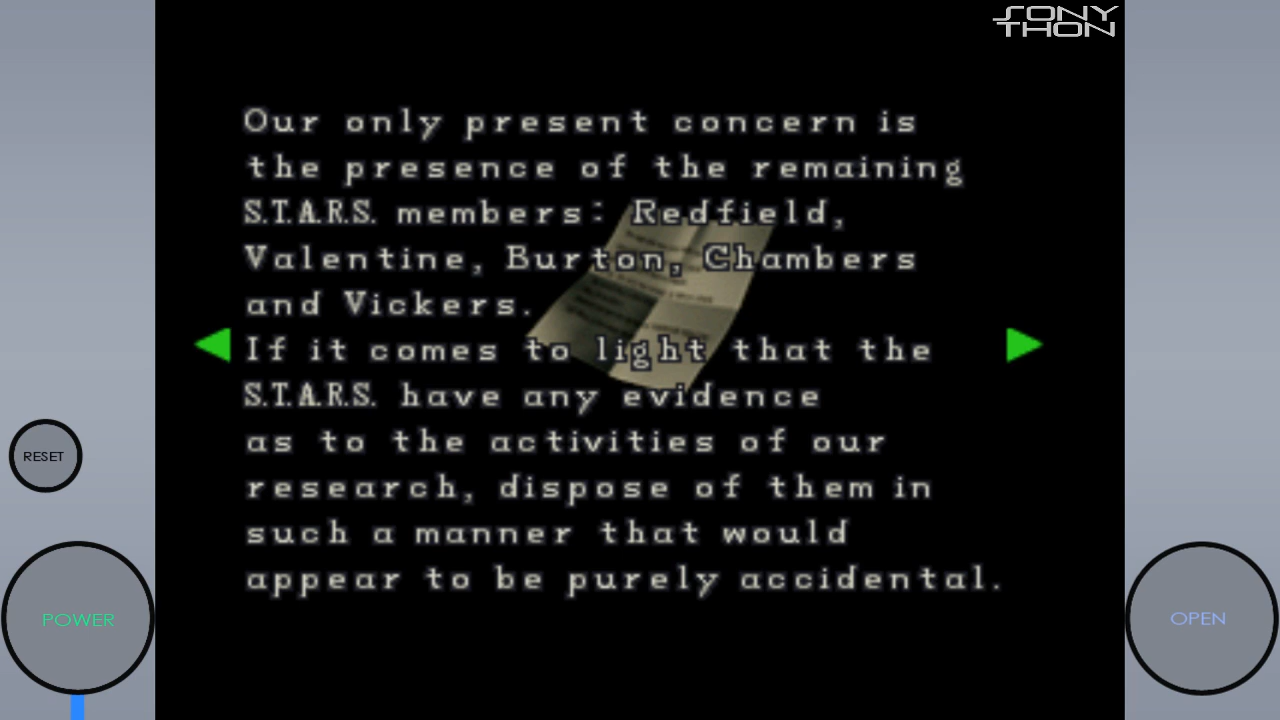 SONY
THON
Our only present concern is
the presence of the remaining
S.T.A.R.S. members: Redfield,
Valentine, Burton, Chambers
and Vickers.
If it comes to light that the
S.T.A.R.S. have any evidence
as to the activities of our
research, dispose of them in
such a manner that would
appear to be purely accidental.
RESET
POWER
OPEN